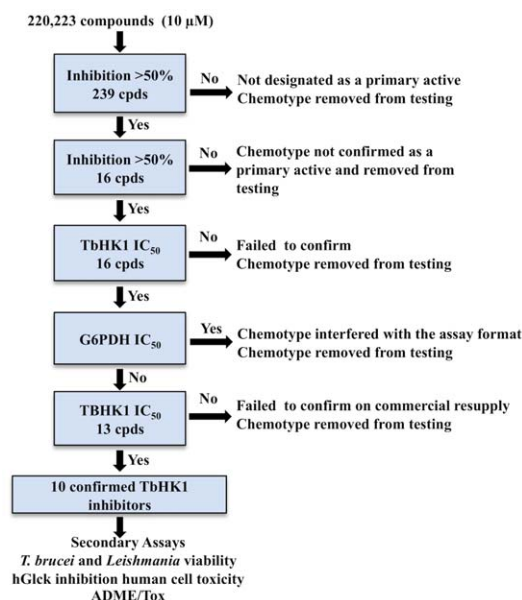 220,223 compounds (10 µM)
Inhibition >50%
239 cpds
No
Not designated as a primary active
Chemotype removed from testing
Yes
Inhibition >50%
16 cpds
No
Chemotype not confirmed as a
primary active and removed from
testing
Yes
TbHK1 IC50
16 cpds
No
Failed to confirm
Chemotype removed from testing
Yes
G6PDH IC50
Yes
Chemotype interfered with the assay format
Chemotype removed from testing
No
TBHK1 IC50
13 cpds
No
Failed to confirm on commercial resupply
Chemotype removed from testing
Yes
10 confirmed TbHK1
inhibitors
Secondary Assays
T. brucei and Leishmania viability
hGlck inhibition human cell toxicity
ADME/Tox